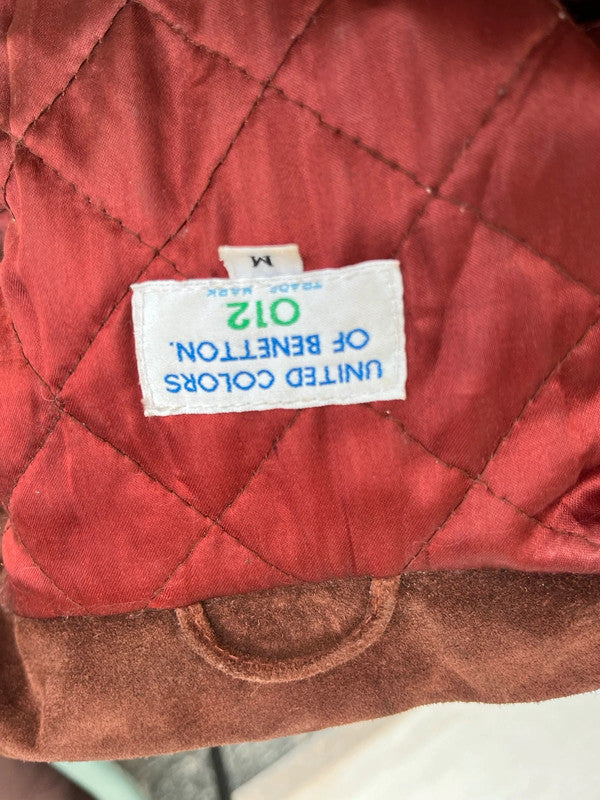 UNITED COLORS
OF BENETTON.
012
TRADE MARK
M